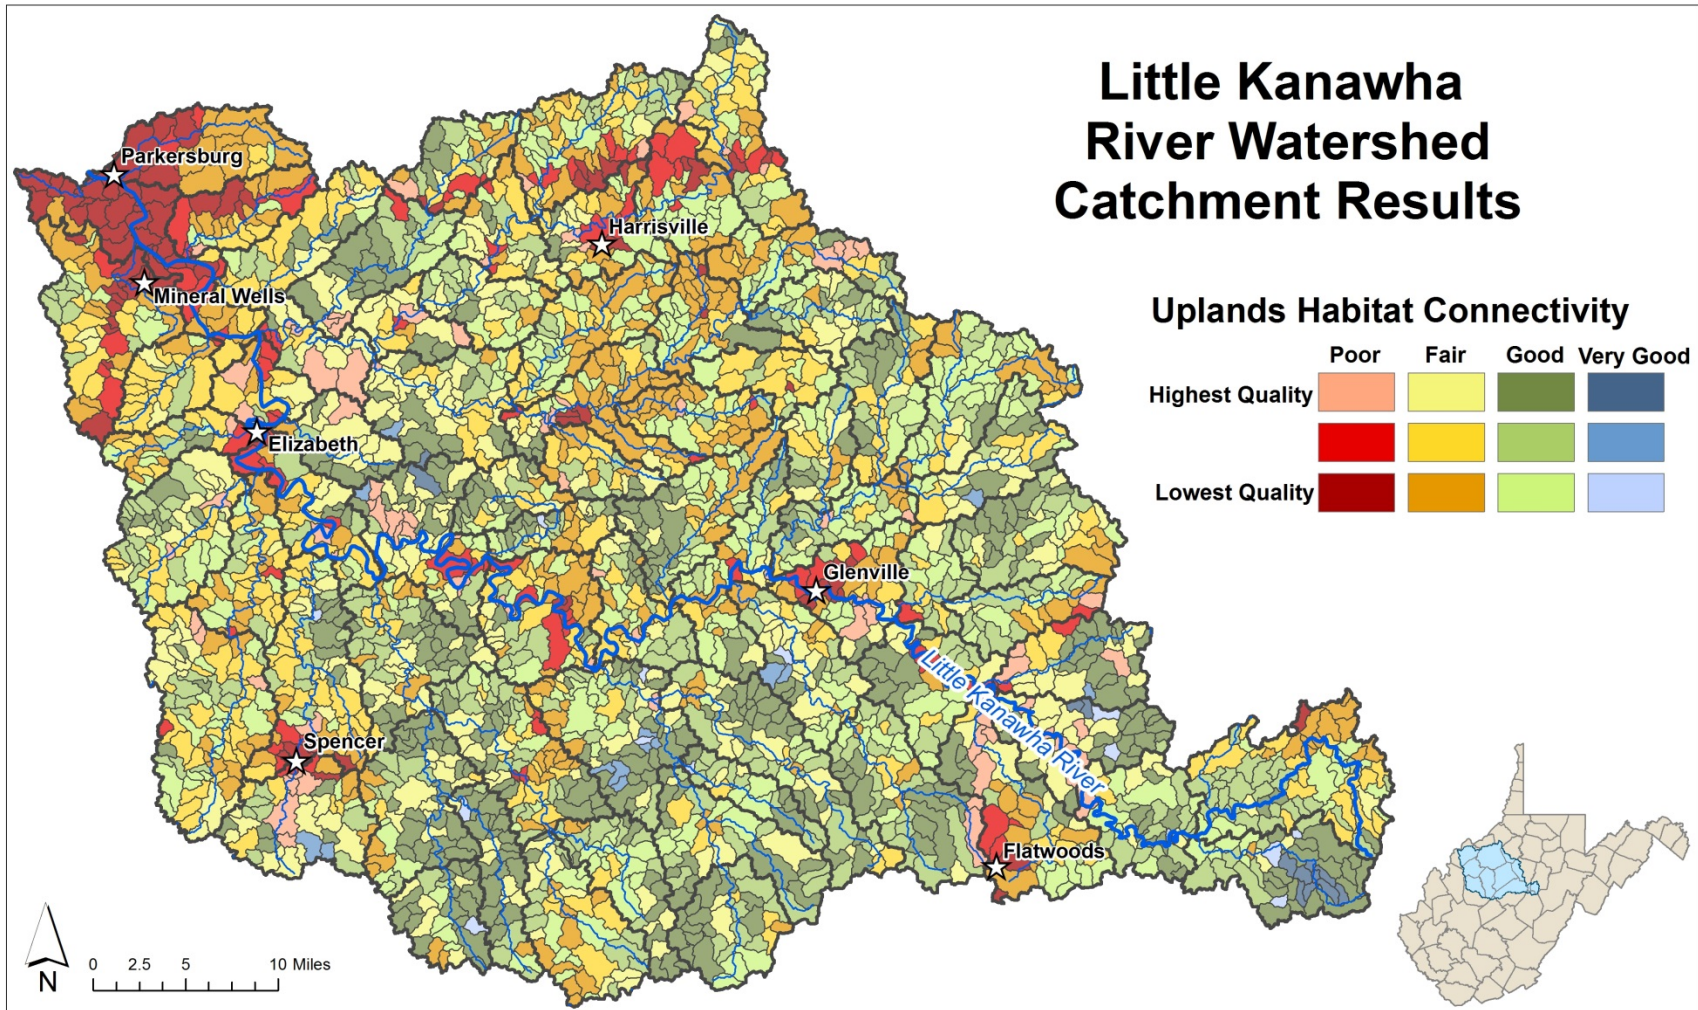 Little Kanawha
River Watershed
Catchment Results
Parkersburg
Harrisville
Mineral Wells
Uplands Habitat Connectivity
Poor Fair Good Very Good
Highest Quality
Lowest Quality
Elizabeth
Glenville
Little Kanawha River
Spencer
Flatwoods
N
0 2.5 5 10 Miles